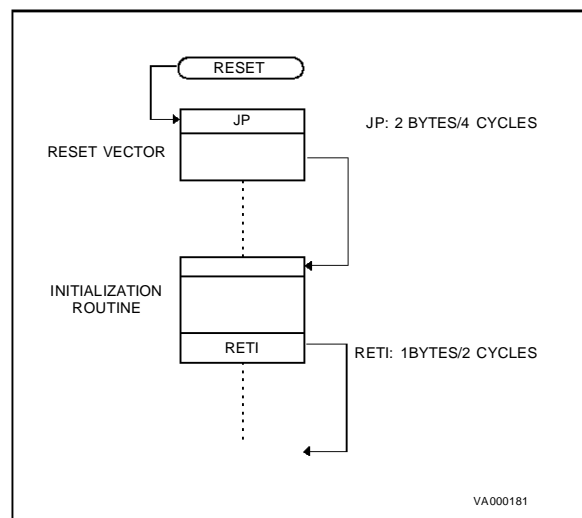 RESET
JP
JP: 2 BYTES/4 CYCLES
RESET VECTOR
INITIALIZATION
ROUTINE
RETI
RETI: 1BYTES/2 CYCLES
VA000181